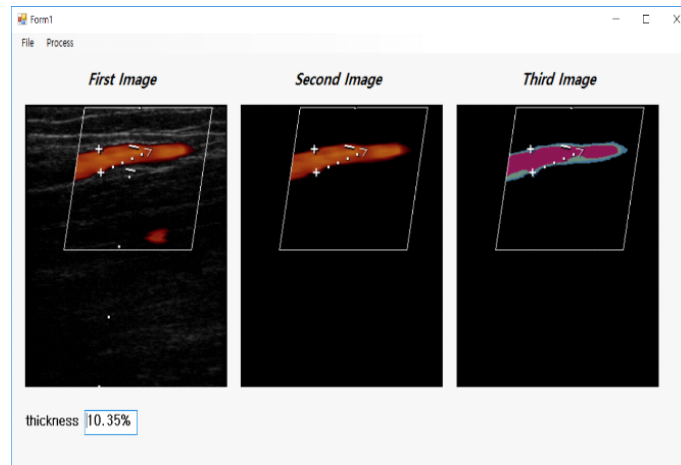 Form1
File Process
First Image Second Image Third Image
thickness 10.35%